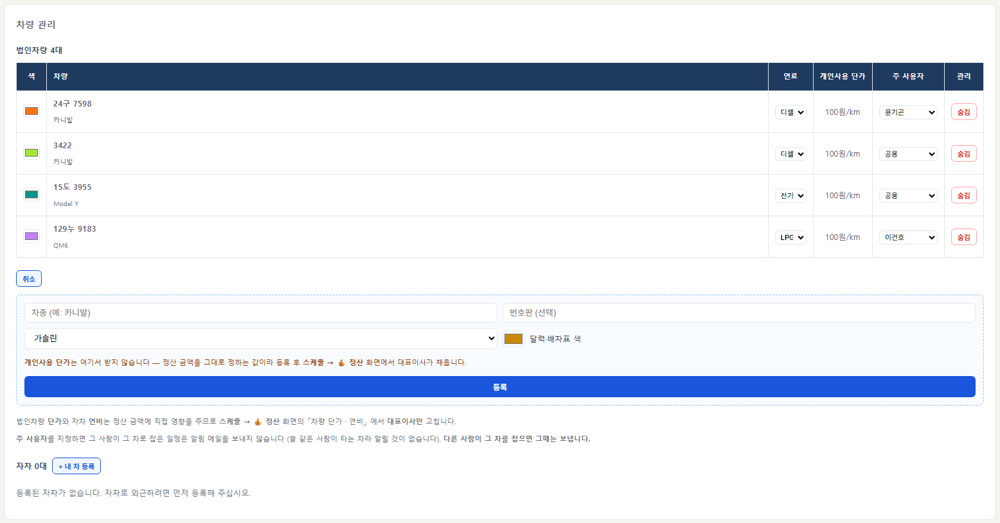 차량 관리
법인차량 4대
색 차량 연료 개인사용 단가 주 사용자 관리
24구 7598
카니발
디젤 100원/km 윤기곤 숨김
3422
카니발
디젤 100원/km 공용 숨김
15도 3955
Model Y
전기 100원/km 공용 숨김
129누 9183
QM6
LPG 100원/km 이건호 숨김
취소
차종 (예: 카니발) 번호판 (선택)
가솔린 달력·배차표 색
개인사용 단가는 여기서 받지 않습니다 — 정산 금액을 그대로 정하는 값이라 등록 후 스케줄 → 💰 정산 화면에서 대표이사가 채웁니다.
등록
법인차량 단가와 자차 연비는 정산 금액에 직접 영향을 주므로 스케줄 → 💰 정산 화면의 「차량 단가 · 연비」에서 대표이사만 고칩니다.
주 사용자를 지정하면 그 사람이 그 차로 잡은 일정은 알림 메일을 보내지 않습니다 (늘 같은 사람이 타는 차라 알릴 것이 없습니다). 다른 사람이 그 차를 잡으면 그때는 보냅니다.
자차 0대 + 내 차 등록
등록된 자차가 없습니다. 자차로 외근하려면 먼저 등록해 주십시오.